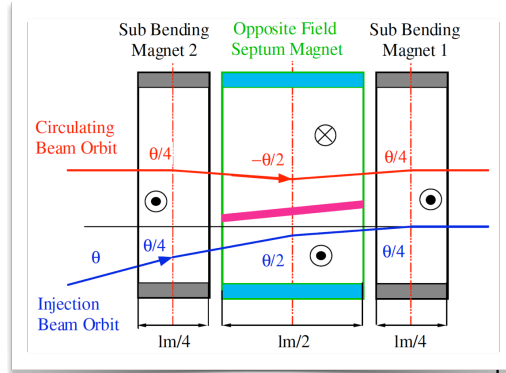 Sub Bending
Magnet 2
Opposite Field
Septum Magnet
Sub Bending
Magnet 1
Circulating
Beam Orbit
θ/4
−θ/2
θ/4
θ
θ/4
θ/2
θ/4
Injection
Beam Orbit
lm/4
lm/2
lm/4